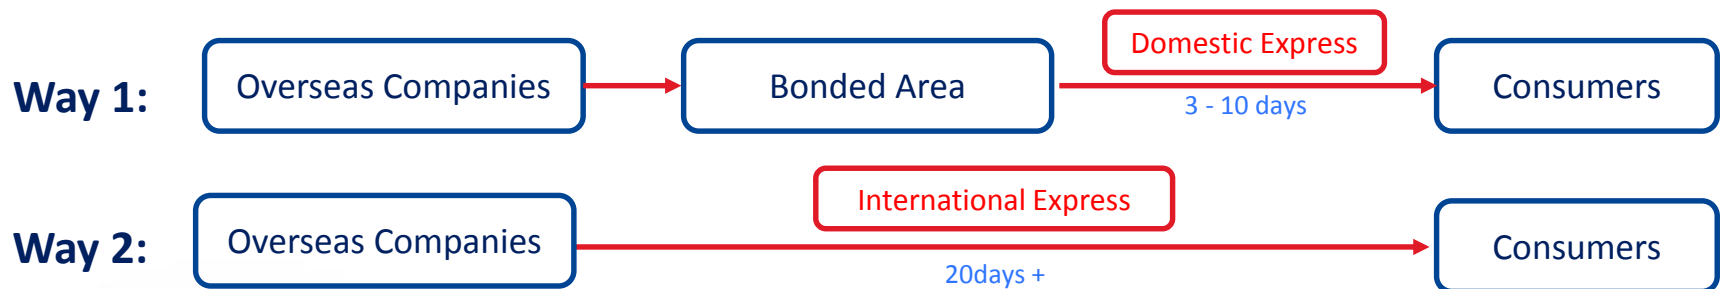 Domestic Express
Way 1:
Overseas Companies
Bonded Area
3 - 10 days
Consumers
International Express
Way 2:
Overseas Companies
20days +
Consumers